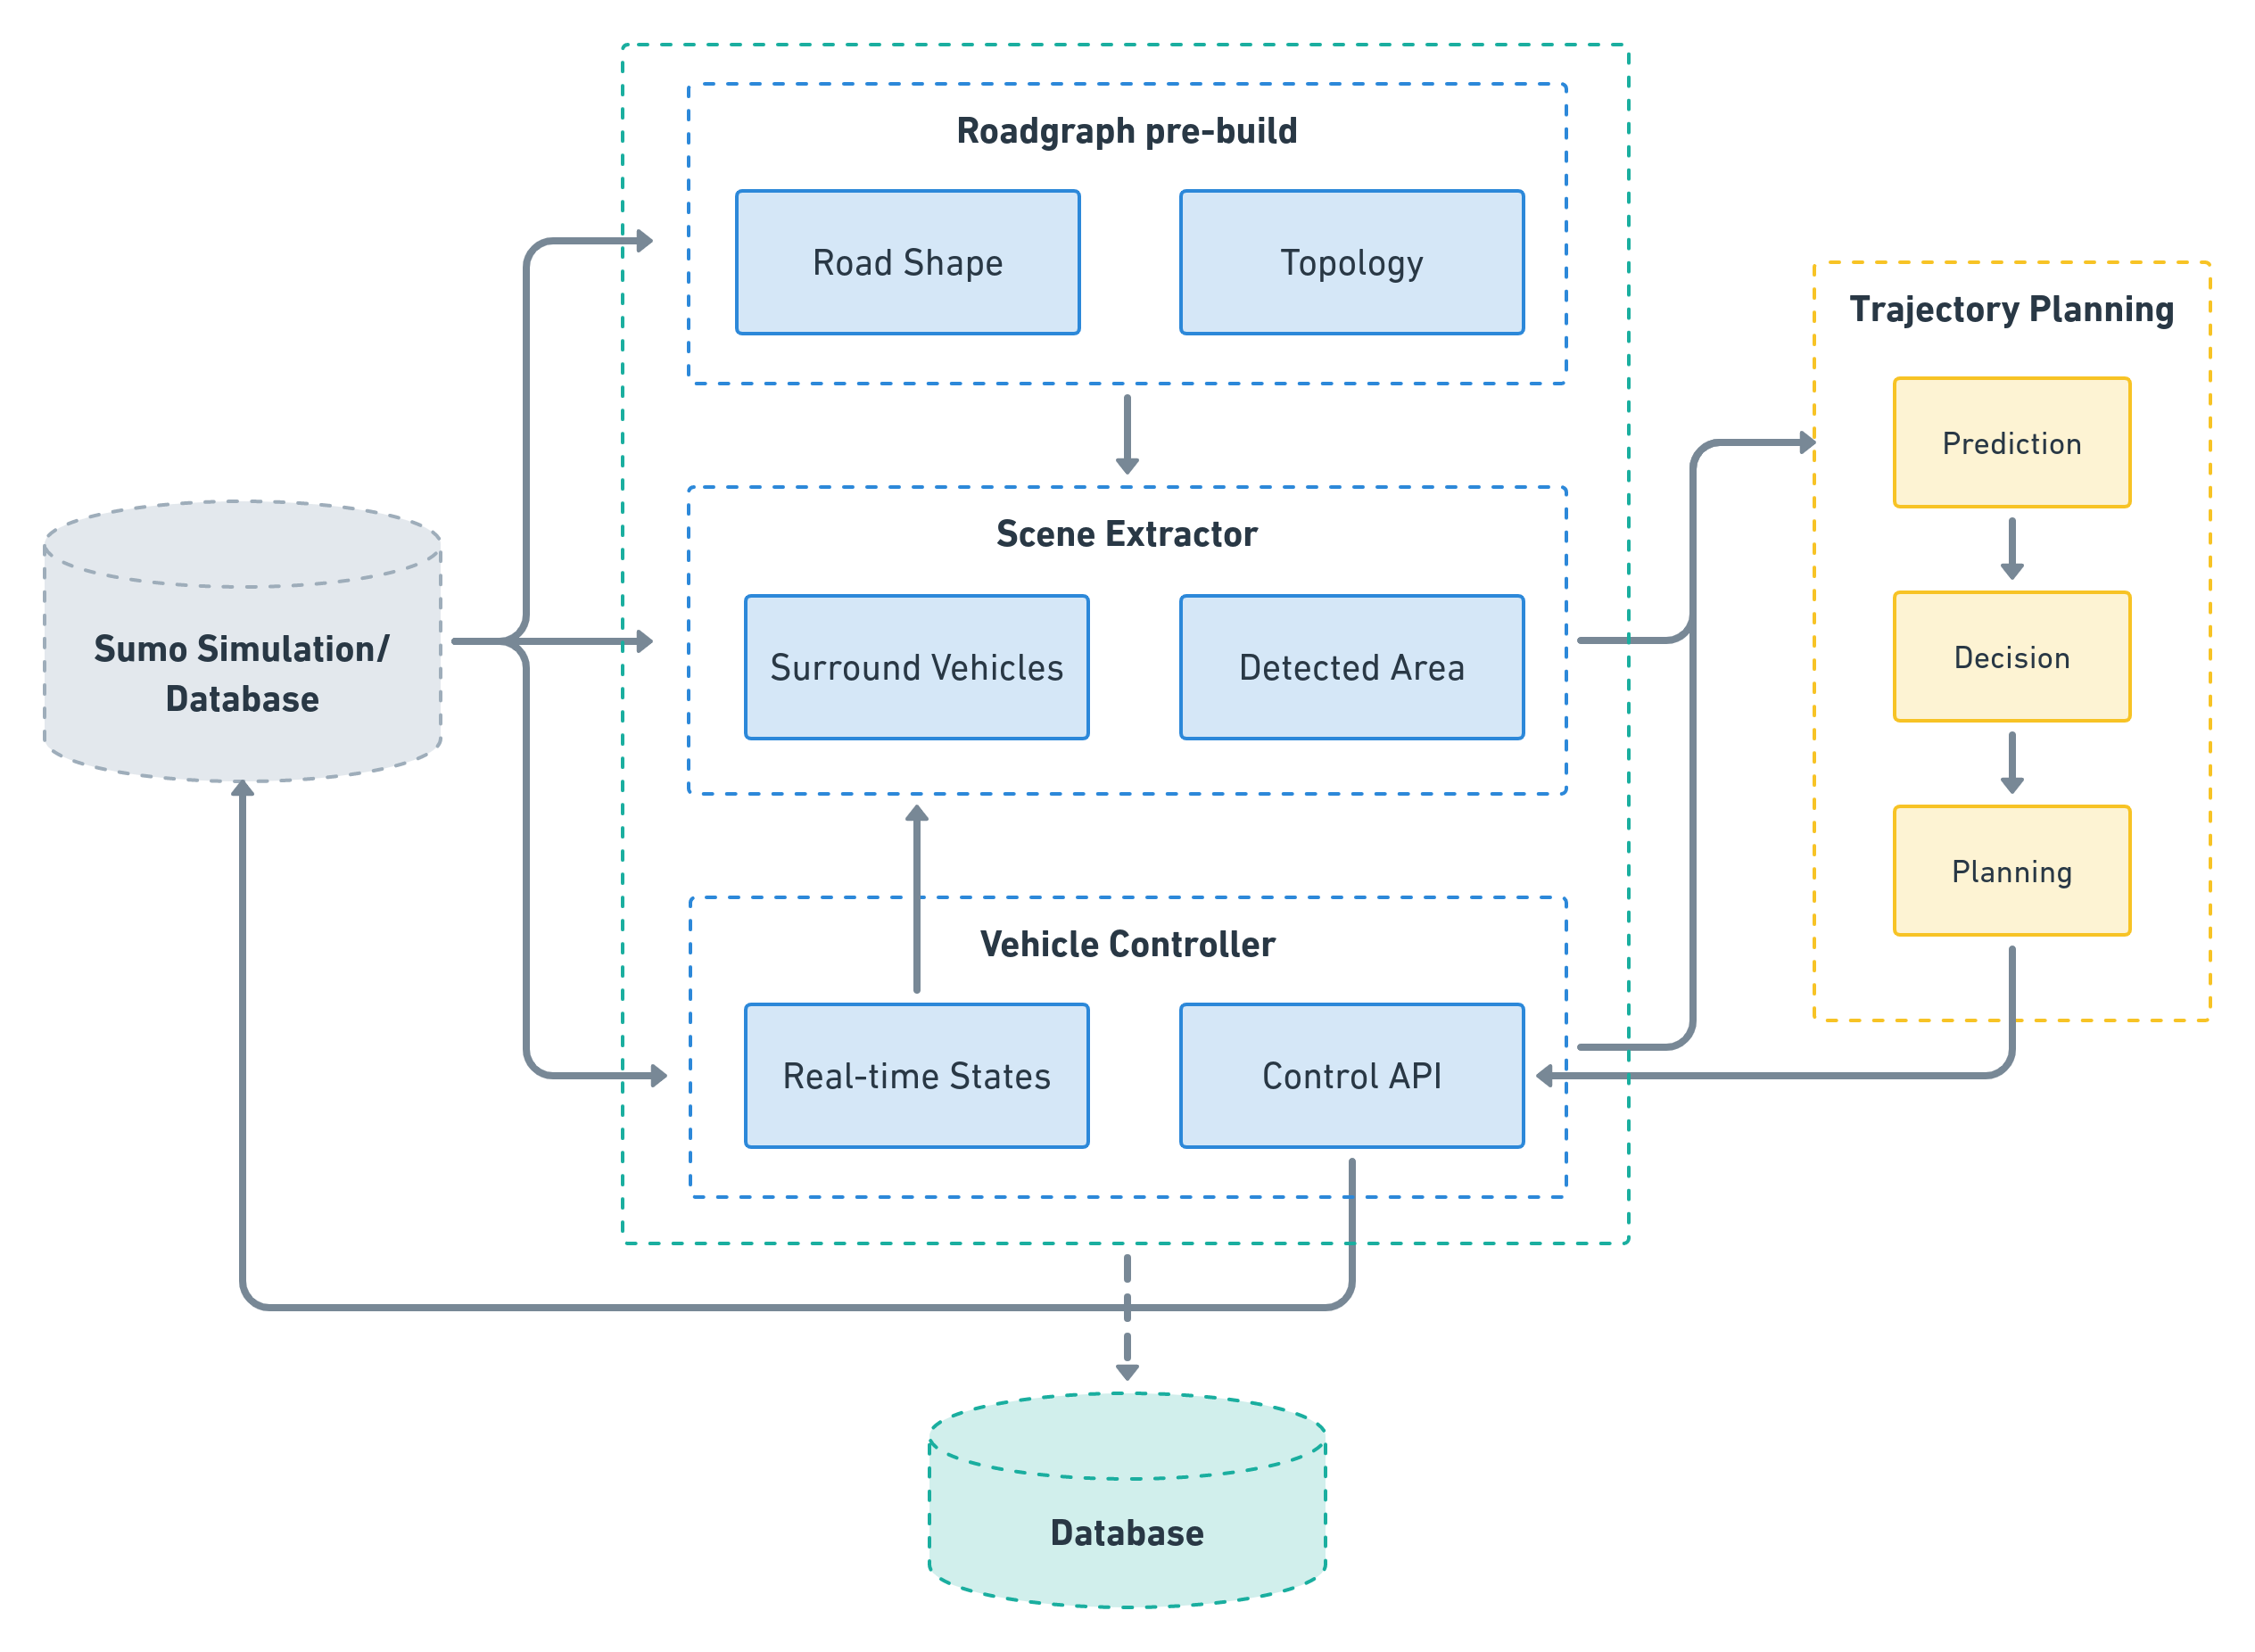 Roadgraph pre-build
Road Shape
Topology
Trajectory Planning
Prediction
Scene Extractor
Sumo Simulation/
Database
Surround Vehicles
Detected Area
Decision
Planning
Vehicle Controller
Real-time States
Control API
Database